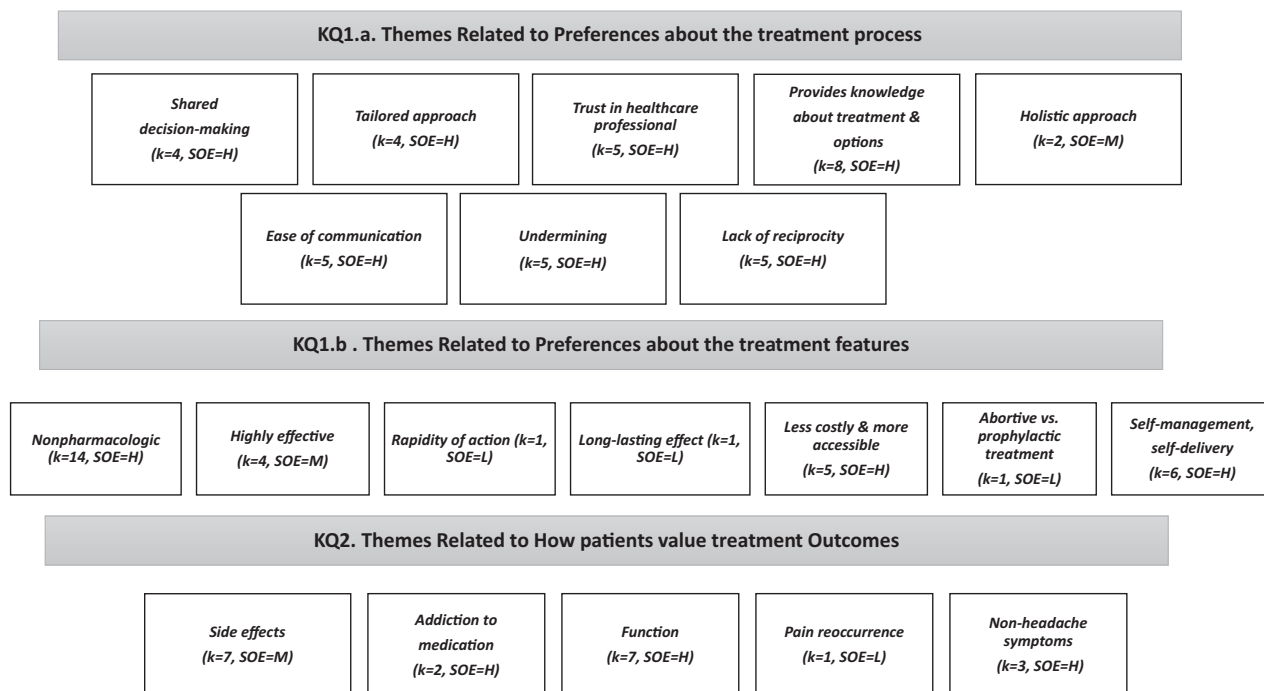 KQ1.a. Themes Related to Preferences about the treatment process
Shared
decision-making
(k=4, SOE=H)
Tailored approach
(k=4, SOE=H)
Trust in healthcare
professional
(k=5, SOE=H)
Provides knowledge
about treatment &
options
(k=8, SOE=H)
Holistic approach
(k=2, SOE=M)
Ease of communication
(k=5, SOE=H)
Undermining
(k=5, SOE=H)
Lack of reciprocity
(k=5, SOE=H)
KQ1.b . Themes Related to Preferences about the treatment features
Nonpharmacologic
(k=14, SOE=H)
Highly effective
(k=4, SOE=M)
Rapidity of action (k=1,
SOE=L)
Long-lasting effect (k=1,
SOE=L)
Less costly & more
accessible
(k=5, SOE=H)
Abortive vs.
prophylactic
treatment
(k=1, SOE=L)
Self-management,
self-delivery
(k=6, SOE=H)
KQ2. Themes Related to How patients value treatment Outcomes
Side effects
(k=7, SOE=M)
Addiction to
medication
(k=2, SOE=H)
Function
(k=7, SOE=H)
Pain reoccurrence
(k=1, SOE=L)
Non-headache
symptoms
(k=3, SOE=H)